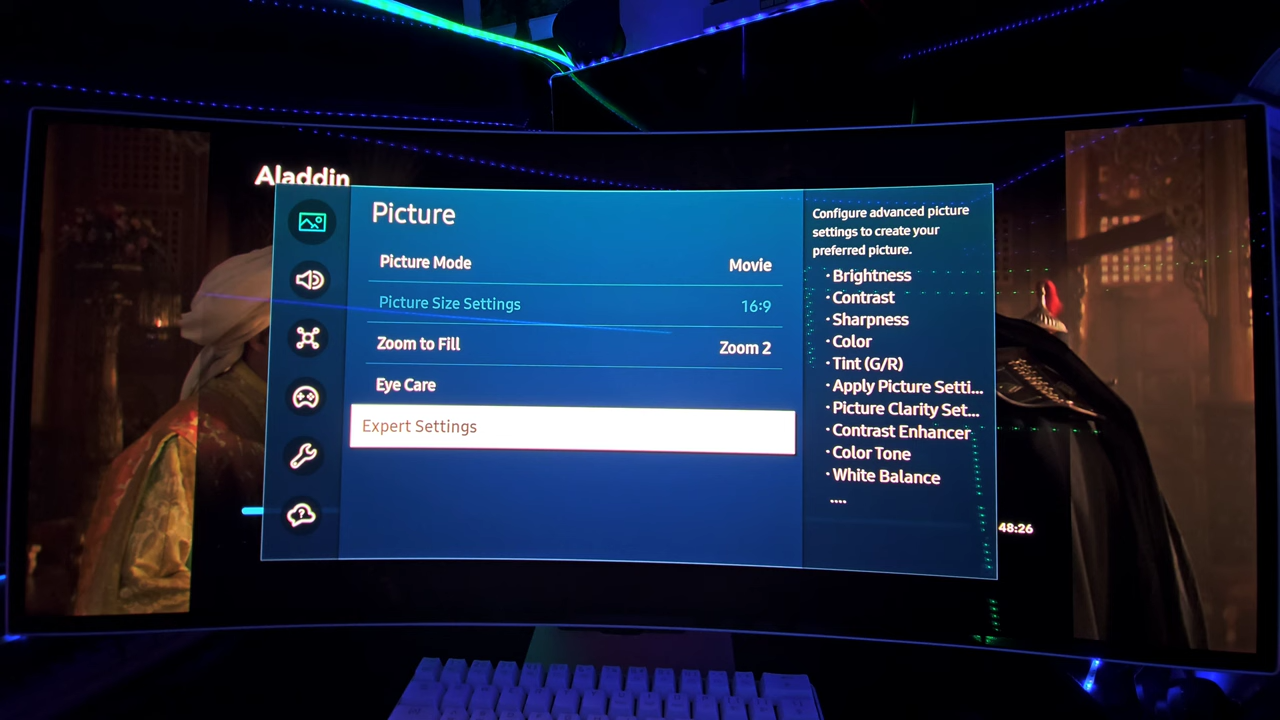 Aladdin
Picture
Picture Mode Movie
Picture Size Settings 16:9
Zoom to Fill Zoom 2
Eye Care
Expert Settings
Configure advanced picture
settings to create your
preferred picture.
· Brightness
· Contrast
· Sharpness
· Color
· Tint (G/R)
· Apply Picture Setti...
· Picture Clarity Set...
· Contrast Enhancer
· Color Tone
· White Balance
....
48:26